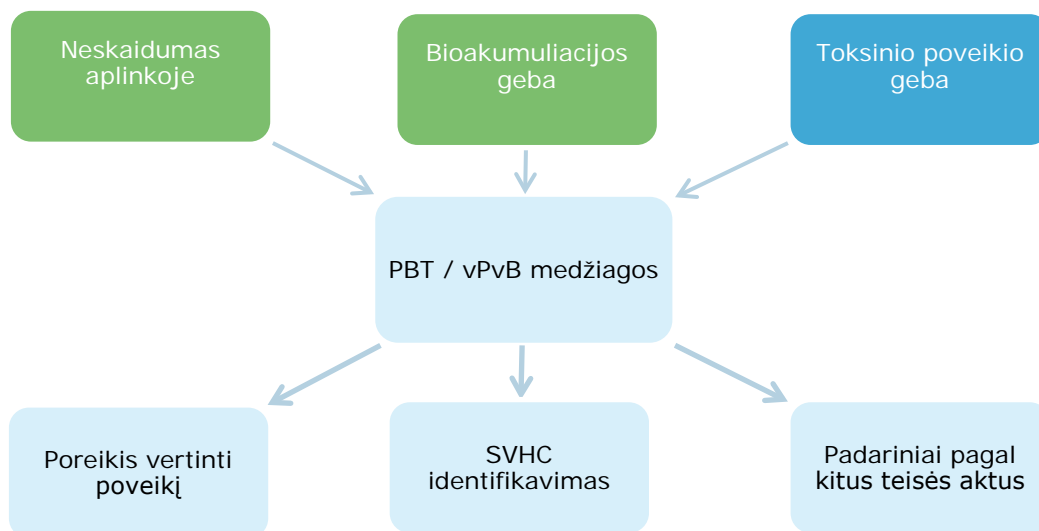 Neskaidumas
aplinkoje
Bioakumuliacijos
geba
Toksinio poveikio
geba
PBT / vPvB medžiagos
Poreikis vertinti
poveikį
SVHC
identifikavimas
Padariniai pagal
kitus teisės aktus